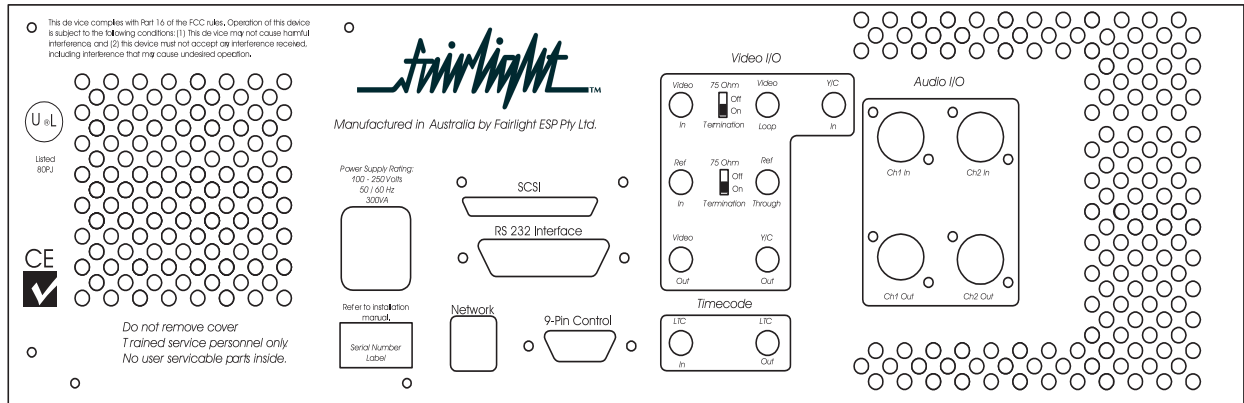 This device complies with Part 16 of the FCC rules. Operation of this device
is subject to the following conditions: (1) This device may not cause harmful
interference, and (2) this device must not accept any interference received,
including interference that may cause undesired operation.
U ® L
Listed
80PJ
CE
Do not remove cover
Trained service personnel only.
No user servicable parts inside.
fairlight TM
Manufactured in Australia by Fairlight ESP Pty Ltd.
Power Supply Rating:
100 - 250 Volts
50 / 60 Hz
300VA
Refer to installation
manual.
Serial Number
Label
SCSI
RS 232 Interface
Network
9-Pin Control
Video I/O
Video
75 Ohm
Video
Y/C
Off
On
In
Termination
Loop
In
Ref
75 Ohm
Ref
Off
On
In
Termination
Through
Video
Y/C
Out
Out
Timecode
LTC
LTC
In
Out
Audio I/O
Ch1 In
Ch2 In
Ch1 Out
Ch2 Out